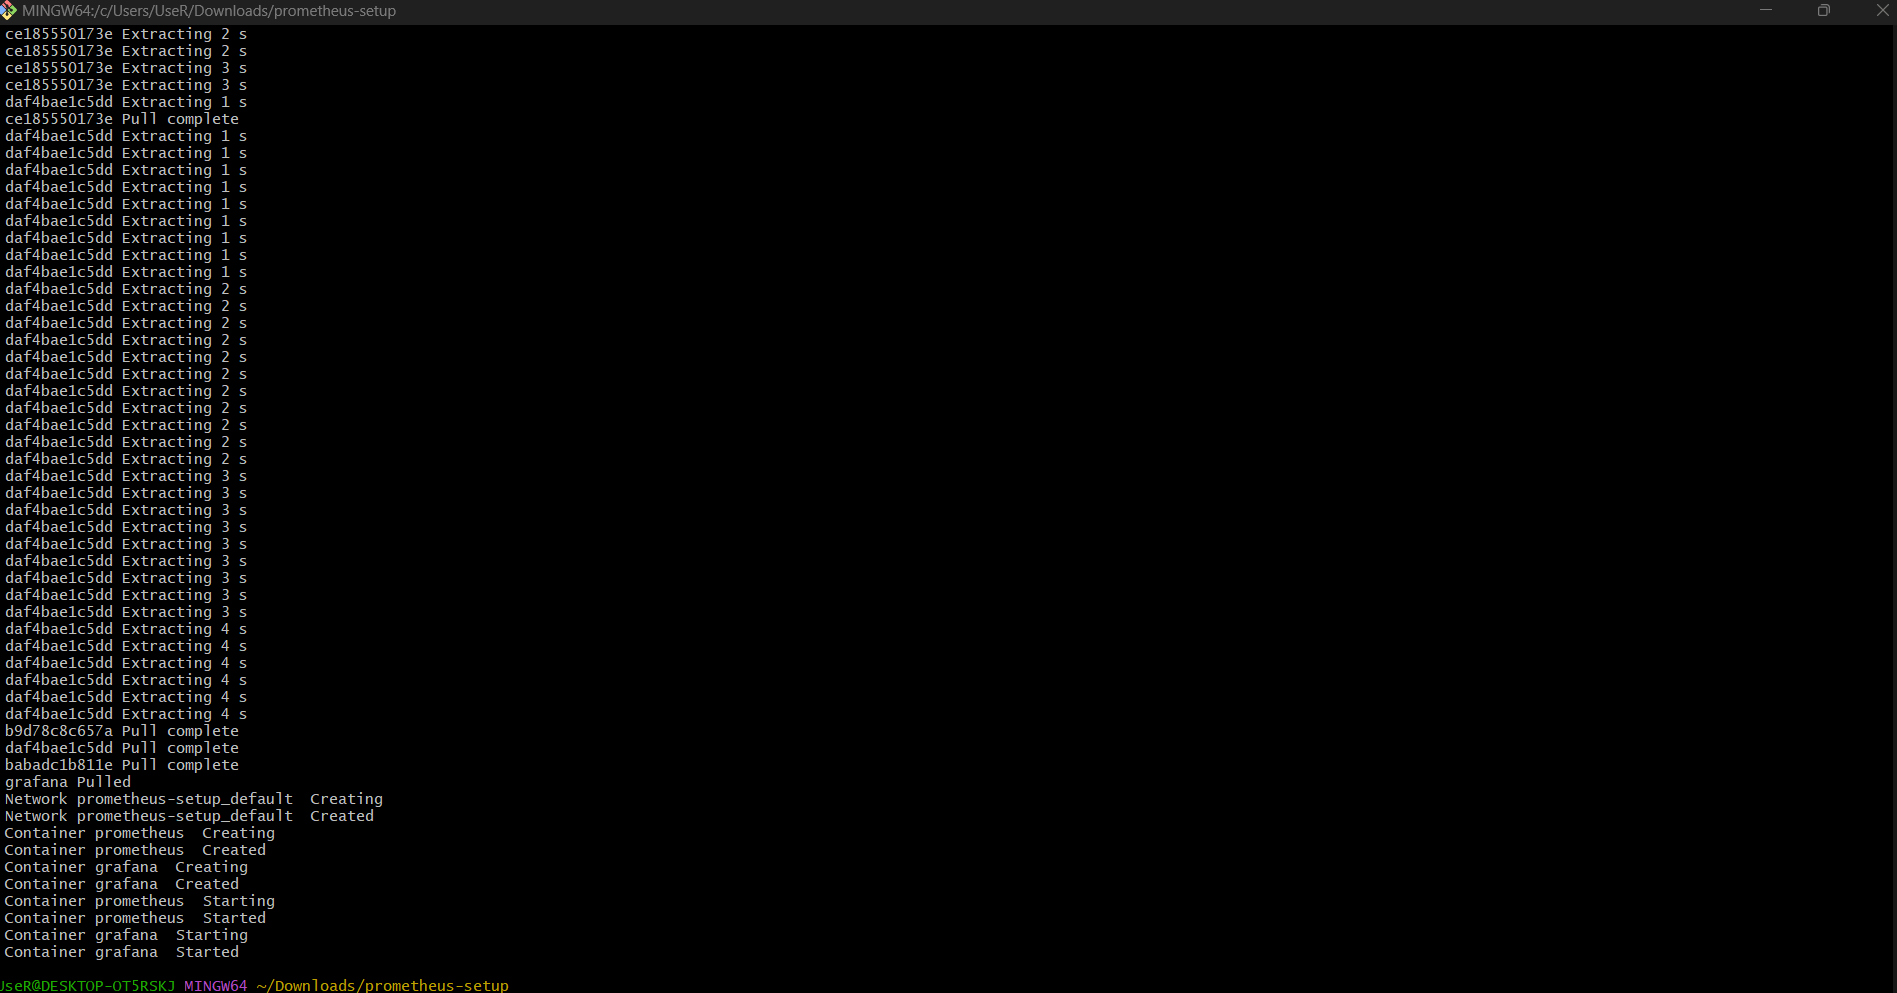 MINGW64:/c/Users/UseR/Downloads/prometheus-setup
ce185550173e Extracting 2 s
ce185550173e Extracting 2 s
ce185550173e Extracting 3 s
ce185550173e Extracting 3 s
daf4bae1c5dd Extracting 1 s
ce185550173e Pull complete
daf4bae1c5dd Extracting 1 s
daf4bae1c5dd Extracting 1 s
daf4bae1c5dd Extracting 1 s
daf4bae1c5dd Extracting 1 s
daf4bae1c5dd Extracting 1 s
daf4bae1c5dd Extracting 1 s
daf4bae1c5dd Extracting 1 s
daf4bae1c5dd Extracting 1 s
daf4bae1c5dd Extracting 1 s
daf4bae1c5dd Extracting 2 s
daf4bae1c5dd Extracting 2 s
daf4bae1c5dd Extracting 2 s
daf4bae1c5dd Extracting 2 s
daf4bae1c5dd Extracting 2 s
daf4bae1c5dd Extracting 2 s
daf4bae1c5dd Extracting 2 s
daf4bae1c5dd Extracting 2 s
daf4bae1c5dd Extracting 2 s
daf4bae1c5dd Extracting 2 s
daf4bae1c5dd Extracting 2 s
daf4bae1c5dd Extracting 3 s
daf4bae1c5dd Extracting 3 s
daf4bae1c5dd Extracting 3 s
daf4bae1c5dd Extracting 3 s
daf4bae1c5dd Extracting 3 s
daf4bae1c5dd Extracting 3 s
daf4bae1c5dd Extracting 3 s
daf4bae1c5dd Extracting 3 s
daf4bae1c5dd Extracting 3 s
daf4bae1c5dd Extracting 4 s
daf4bae1c5dd Extracting 4 s
daf4bae1c5dd Extracting 4 s
daf4bae1c5dd Extracting 4 s
daf4bae1c5dd Extracting 4 s
daf4bae1c5dd Extracting 4 s
b9d78c8c657a Pull complete
daf4bae1c5dd Pull complete
babadc1b811e Pull complete
grafana Pulled
Network prometheus-setup_default  Creating
Network prometheus-setup_default  Created
Container prometheus  Creating
Container prometheus  Created
Container grafana  Creating
Container grafana  Created
Container prometheus  Starting
Container prometheus  Started
Container grafana  Starting
Container grafana  Started
UseR@DESKTOP-OT5RSKJ MINGW64 ~/Downloads/prometheus-setup